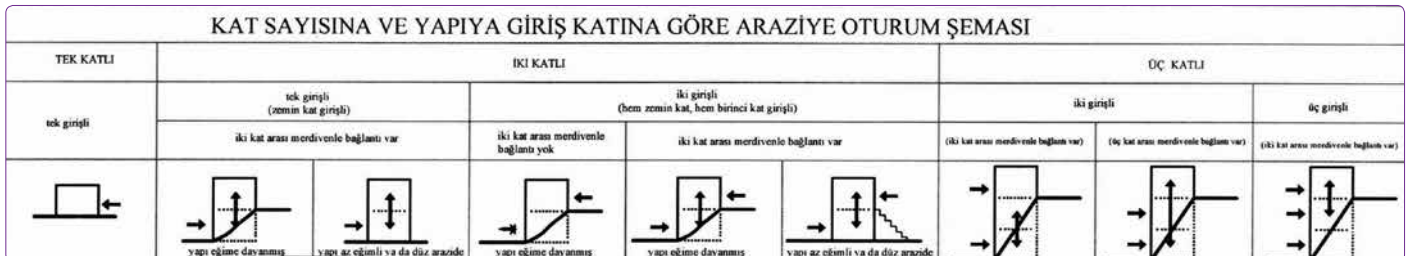 KAT SAYISINA VE YAPIYA GİRİŞ KATINA GÖRE ARAZİYE OTURUM ŞEMASI
TEK KATLI
İKİ KATLI
ÜÇ KATLI
tek girişli
tek girişli
(zemin kat girişli)
iki girişli
(hem zemin kat, hem birinci kat girişli)
iki girişli
üç girişli
iki kat arası merdivenle bağlantı var
iki kat arası merdivenle
bağlantı yok
iki kat arası merdivenle bağlantı var
(iki kat arası merdivenle bağlantı var)
(üç kat arası merdivenle bağlantı var)
(iki kat arası merdivenle bağlantı var)
yapı eğime dayanmış
yapı az eğimli ya da düz arazide
yapı eğime dayanmış
yapı eğime dayanmış
yapı az eğimli ya da düz arazide